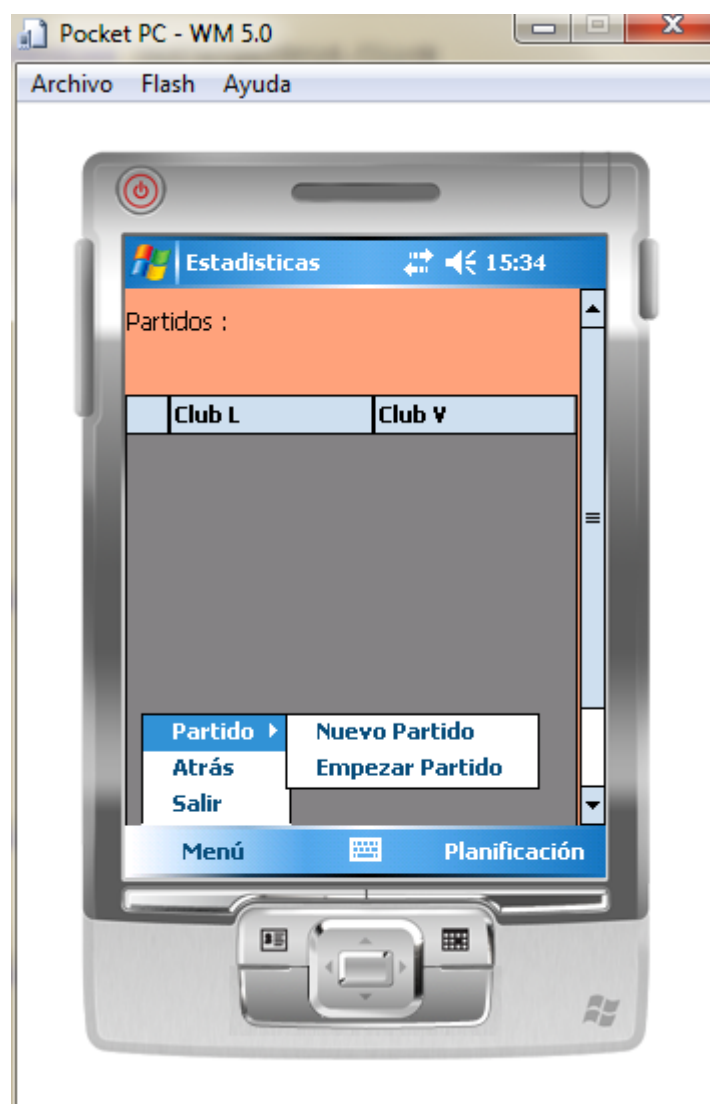 Pocket PC - WM 5.0
Archivo Flash Ayuda
Estadisticas 15:34
Partidos :
Club L Club V
Partido Nuevo Partido
Atrás Empezar Partido
Salir
Menú Planificación